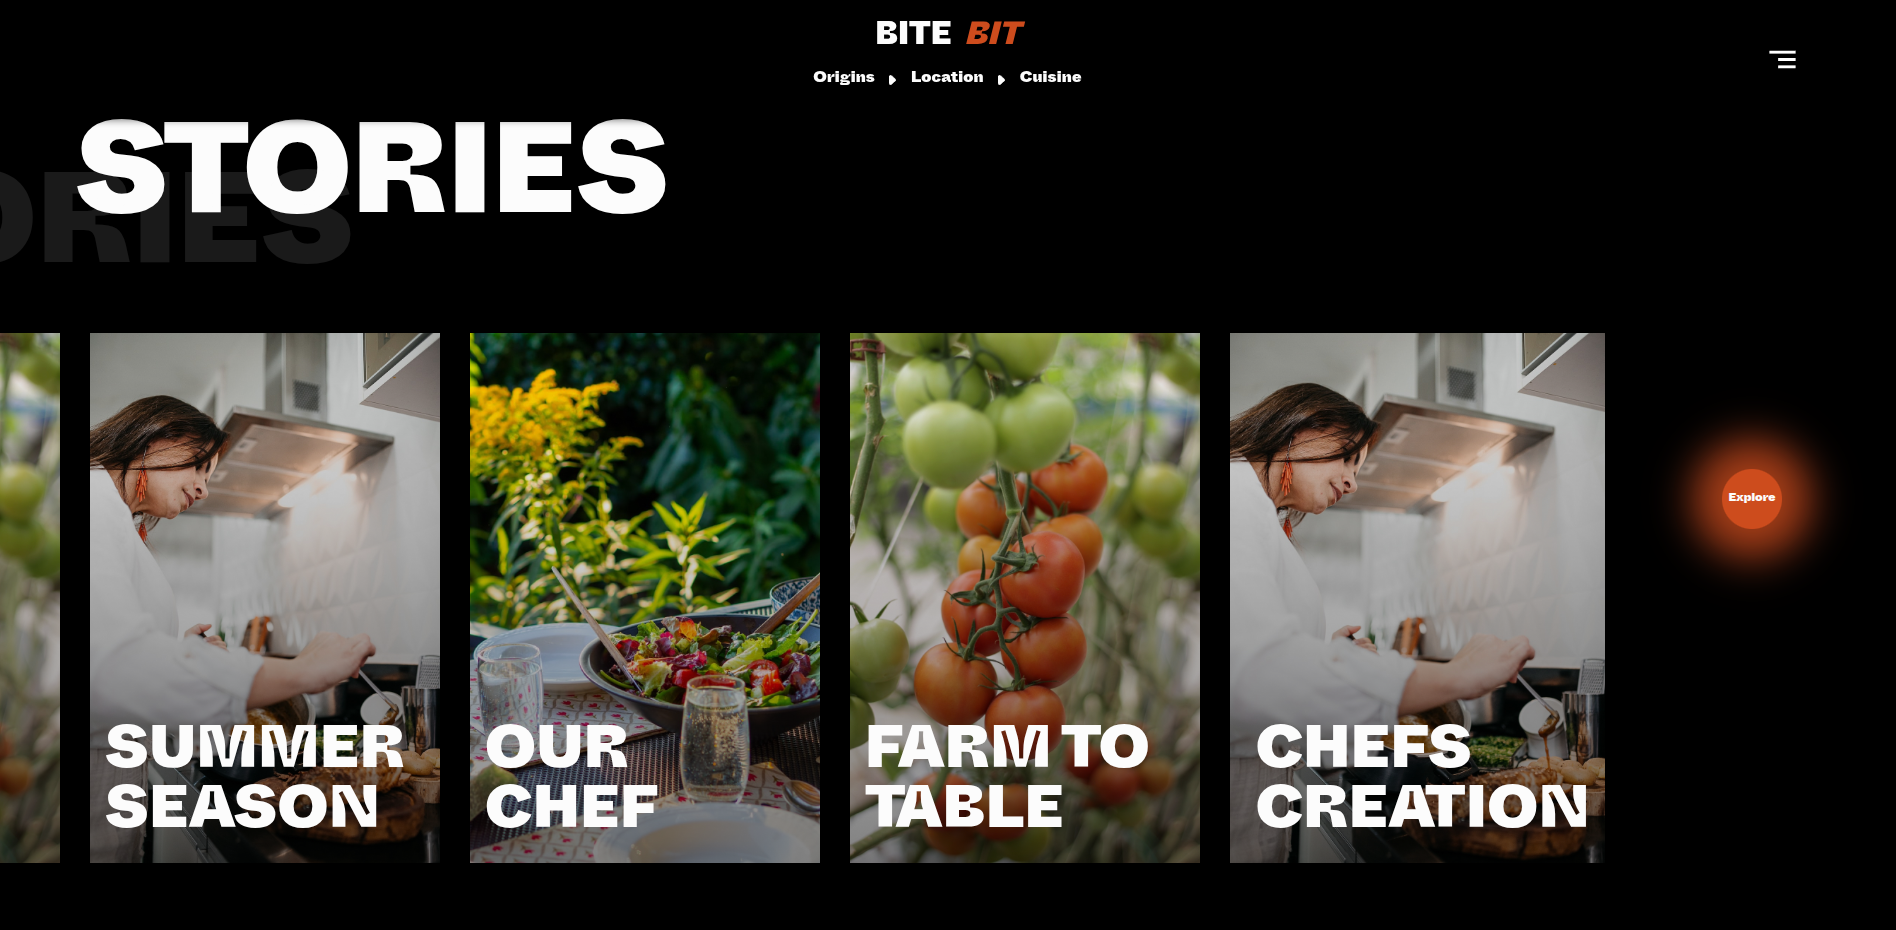 BITE BIT
Origins Location Cuisine
STORIES
ORIES
Explore
SUMMER
SEASON
OUR
CHEF
FARM TO
TABLE
CHEFS
CREATION